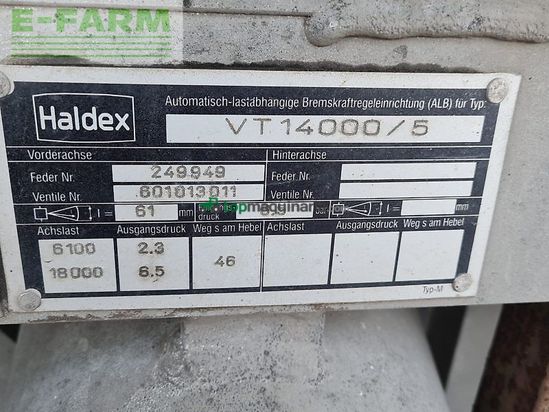 E-FARM
Haldex
Automatisch-lastabhängige Bremskraftregeleinrichtung (ALB) für Typ:
VT14000/5
Vorderachse Hinterachse
Feder Nr. 249949 Feder Nr.
Ventile Nr. 601013011 Ventile Nr.
l = 61 mm druck bar l = mm
Achslast Ausgangsdruck Weg s am Hebel Achslast Ausgangsdruck Weg s am Hebel
6100 2.3
46
18000 6.5
Typ-M